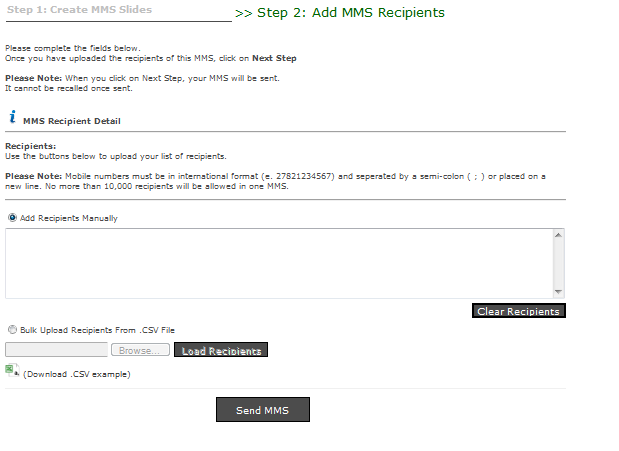 Step 1: Create MMS Slides >> Step 2: Add MMS Recipients
Please complete the fields below.
Once you have uploaded the recipients of this MMS, click on Next Step
Please Note: When you click on Next Step, your MMS will be sent.
It cannot be recalled once sent.
i MMS Recipient Detail
Recipients:
Use the buttons below to upload your list of recipients.
Please Note: Mobile numbers must be in international format (e. 27821234567) and seperated by a semi-colon ( ; ) or placed on a
new line. No more than 10,000 recipients will be allowed in one MMS.
Add Recipients Manually
Clear Recipients
Bulk Upload Recipients From .CSV File
Browse... Load Recipients
(Download .CSV example)
Send MMS